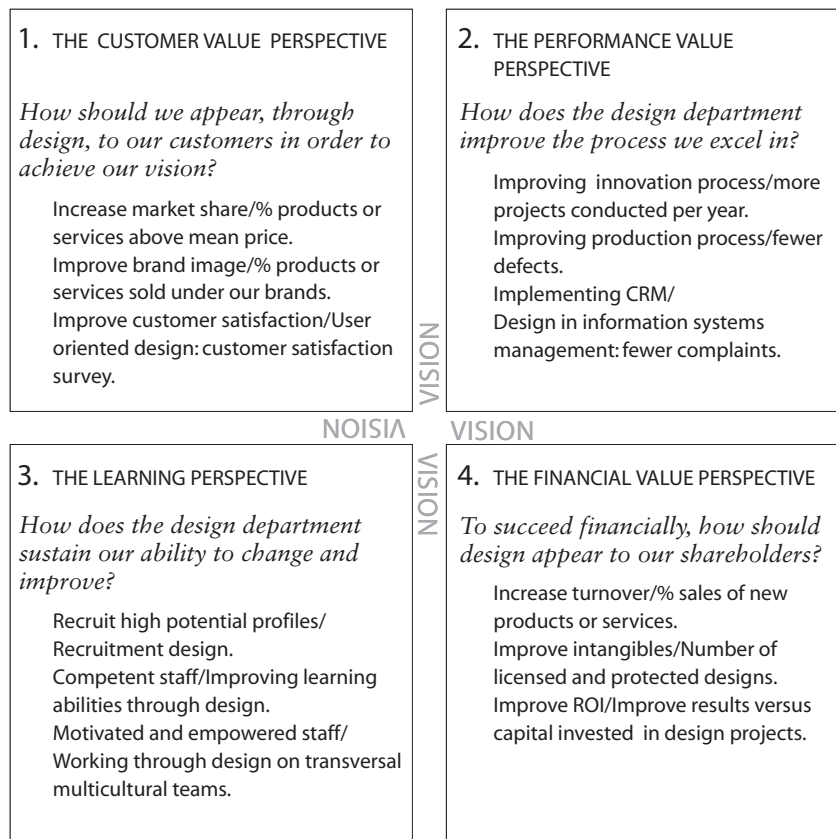 1. THE CUSTOMER VALUE PERSPECTIVE
How should we appear, through
design, to our customers in order to
achieve our vision?
Increase market share/% products or
services above mean price.
Improve brand image/% products or
services sold under our brands.
Improve customer satisfaction/User
oriented design: customer satisfaction
survey.
2. THE PERFORMANCE VALUE
PERSPECTIVE
How does the design department
improve the process we excel in?
Improving innovation process/more
projects conducted per year.
Improving production process/fewer
defects.
Implementing CRM/
Design in information systems
management: fewer complaints.
VISION
VISION
VISION
VISION
3. THE LEARNING PERSPECTIVE
How does the design department
sustain our ability to change and
improve?
Recruit high potential profiles/
Recruitment design.
Competent staff/Improving learning
abilities through design.
Motivated and empowered staff/
Working through design on transversal
multicultural teams.
4. THE FINANCIAL VALUE PERSPECTIVE
To succeed financially, how should
design appear to our shareholders?
Increase turnover/% sales of new
products or services.
Improve intangibles/Number of
licensed and protected designs.
Improve ROI/Improve results versus
capital invested in design projects.